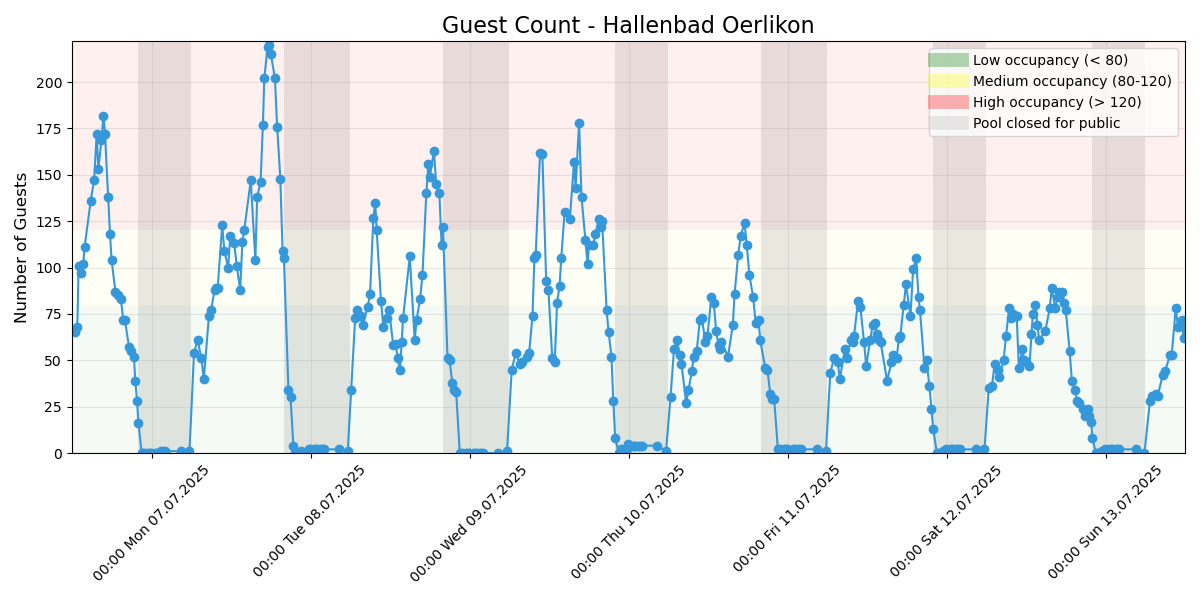 Guest Count - Hallenbad Oerlikon
Low occupancy (< 80)
Medium occupancy (80-120)
High occupancy (> 120)
Pool closed for public
Number of Guests
200
175
150
125
100
75
50
25
0
00:00 Mon 07.07.2025
00:00 Tue 08.07.2025
00:00 Wed 09.07.2025
00:00 Thu 10.07.2025
00:00 Fri 11.07.2025
00:00 Sat 12.07.2025
00:00 Sun 13.07.2025